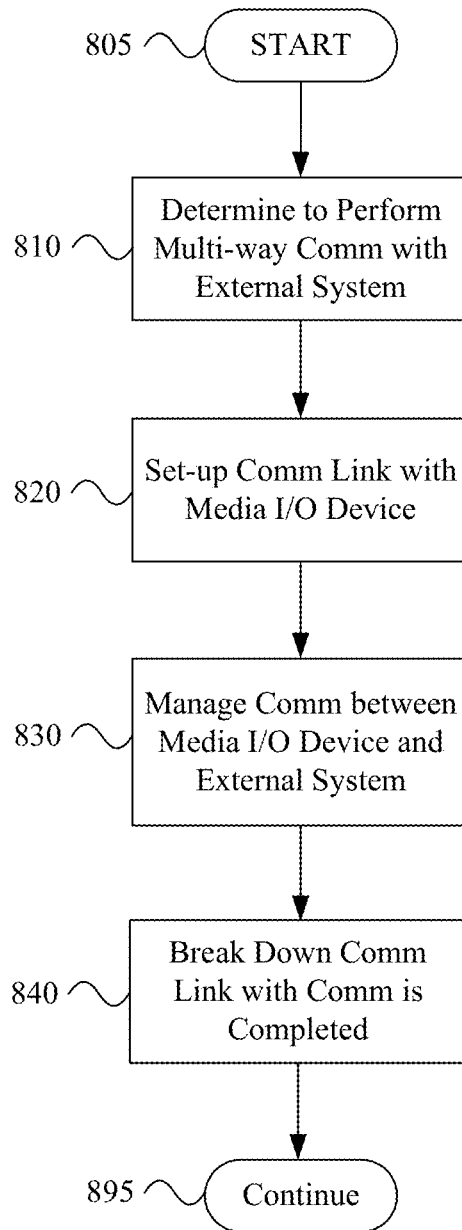 805
START
810
Determine to Perform
Multi-way Comm with
External System
820
Set-up Comm Link with
Media I/O Device
830
Manage Comm between
Media I/O Device and
External System
840
Break Down Comm
Link with Comm is
Completed
895
Continue